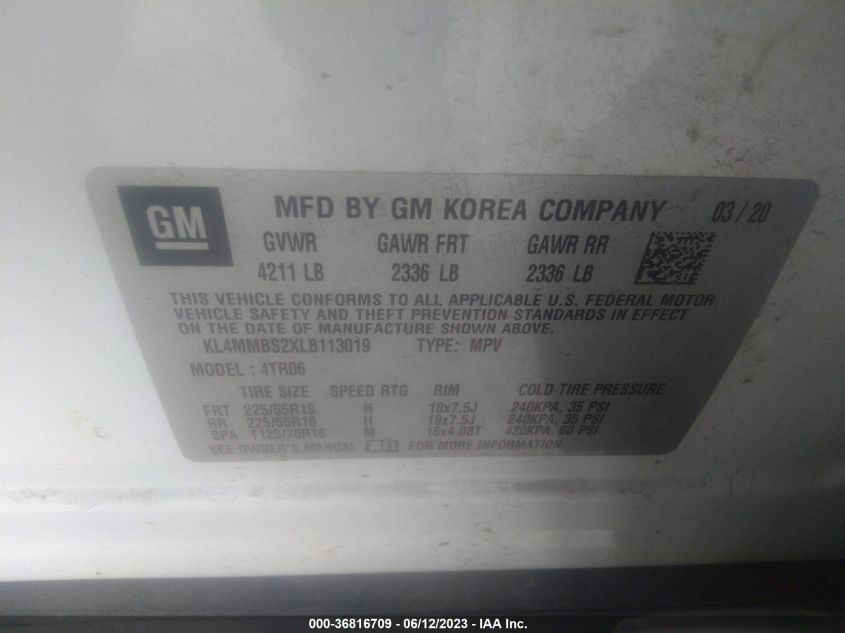 GM
MFD BY GM KOREA COMPANY 03/20
GVWR GAWR FRT GAWR RR
4211 LB 2336 LB 2336 LB
THIS VEHICLE CONFORMS TO ALL APPLICABLE U.S. FEDERAL MOTOR
VEHICLE SAFETY AND THEFT PREVENTION STANDARDS IN EFFECT
ON THE DATE OF MANUFACTURE SHOWN ABOVE.
KL4MMBS2XLB113019 TYPE: MPV
MODEL: 4TR06
TIRE SIZE SPEED RTG RIM COLD TIRE PRESSURE
FRT 225/55R18 H 18x7.5J 240KPA, 35 PSI
RR 225/55R18 H 18x7.5J 240KPA, 35 PSI
SPA T125/70R16 M 16x4.0BT 420KPA, 60 PSI
SEE OWNER'S MANUAL FOR MORE INFORMATION
000-36816709 - 06/12/2023 - IAA Inc.